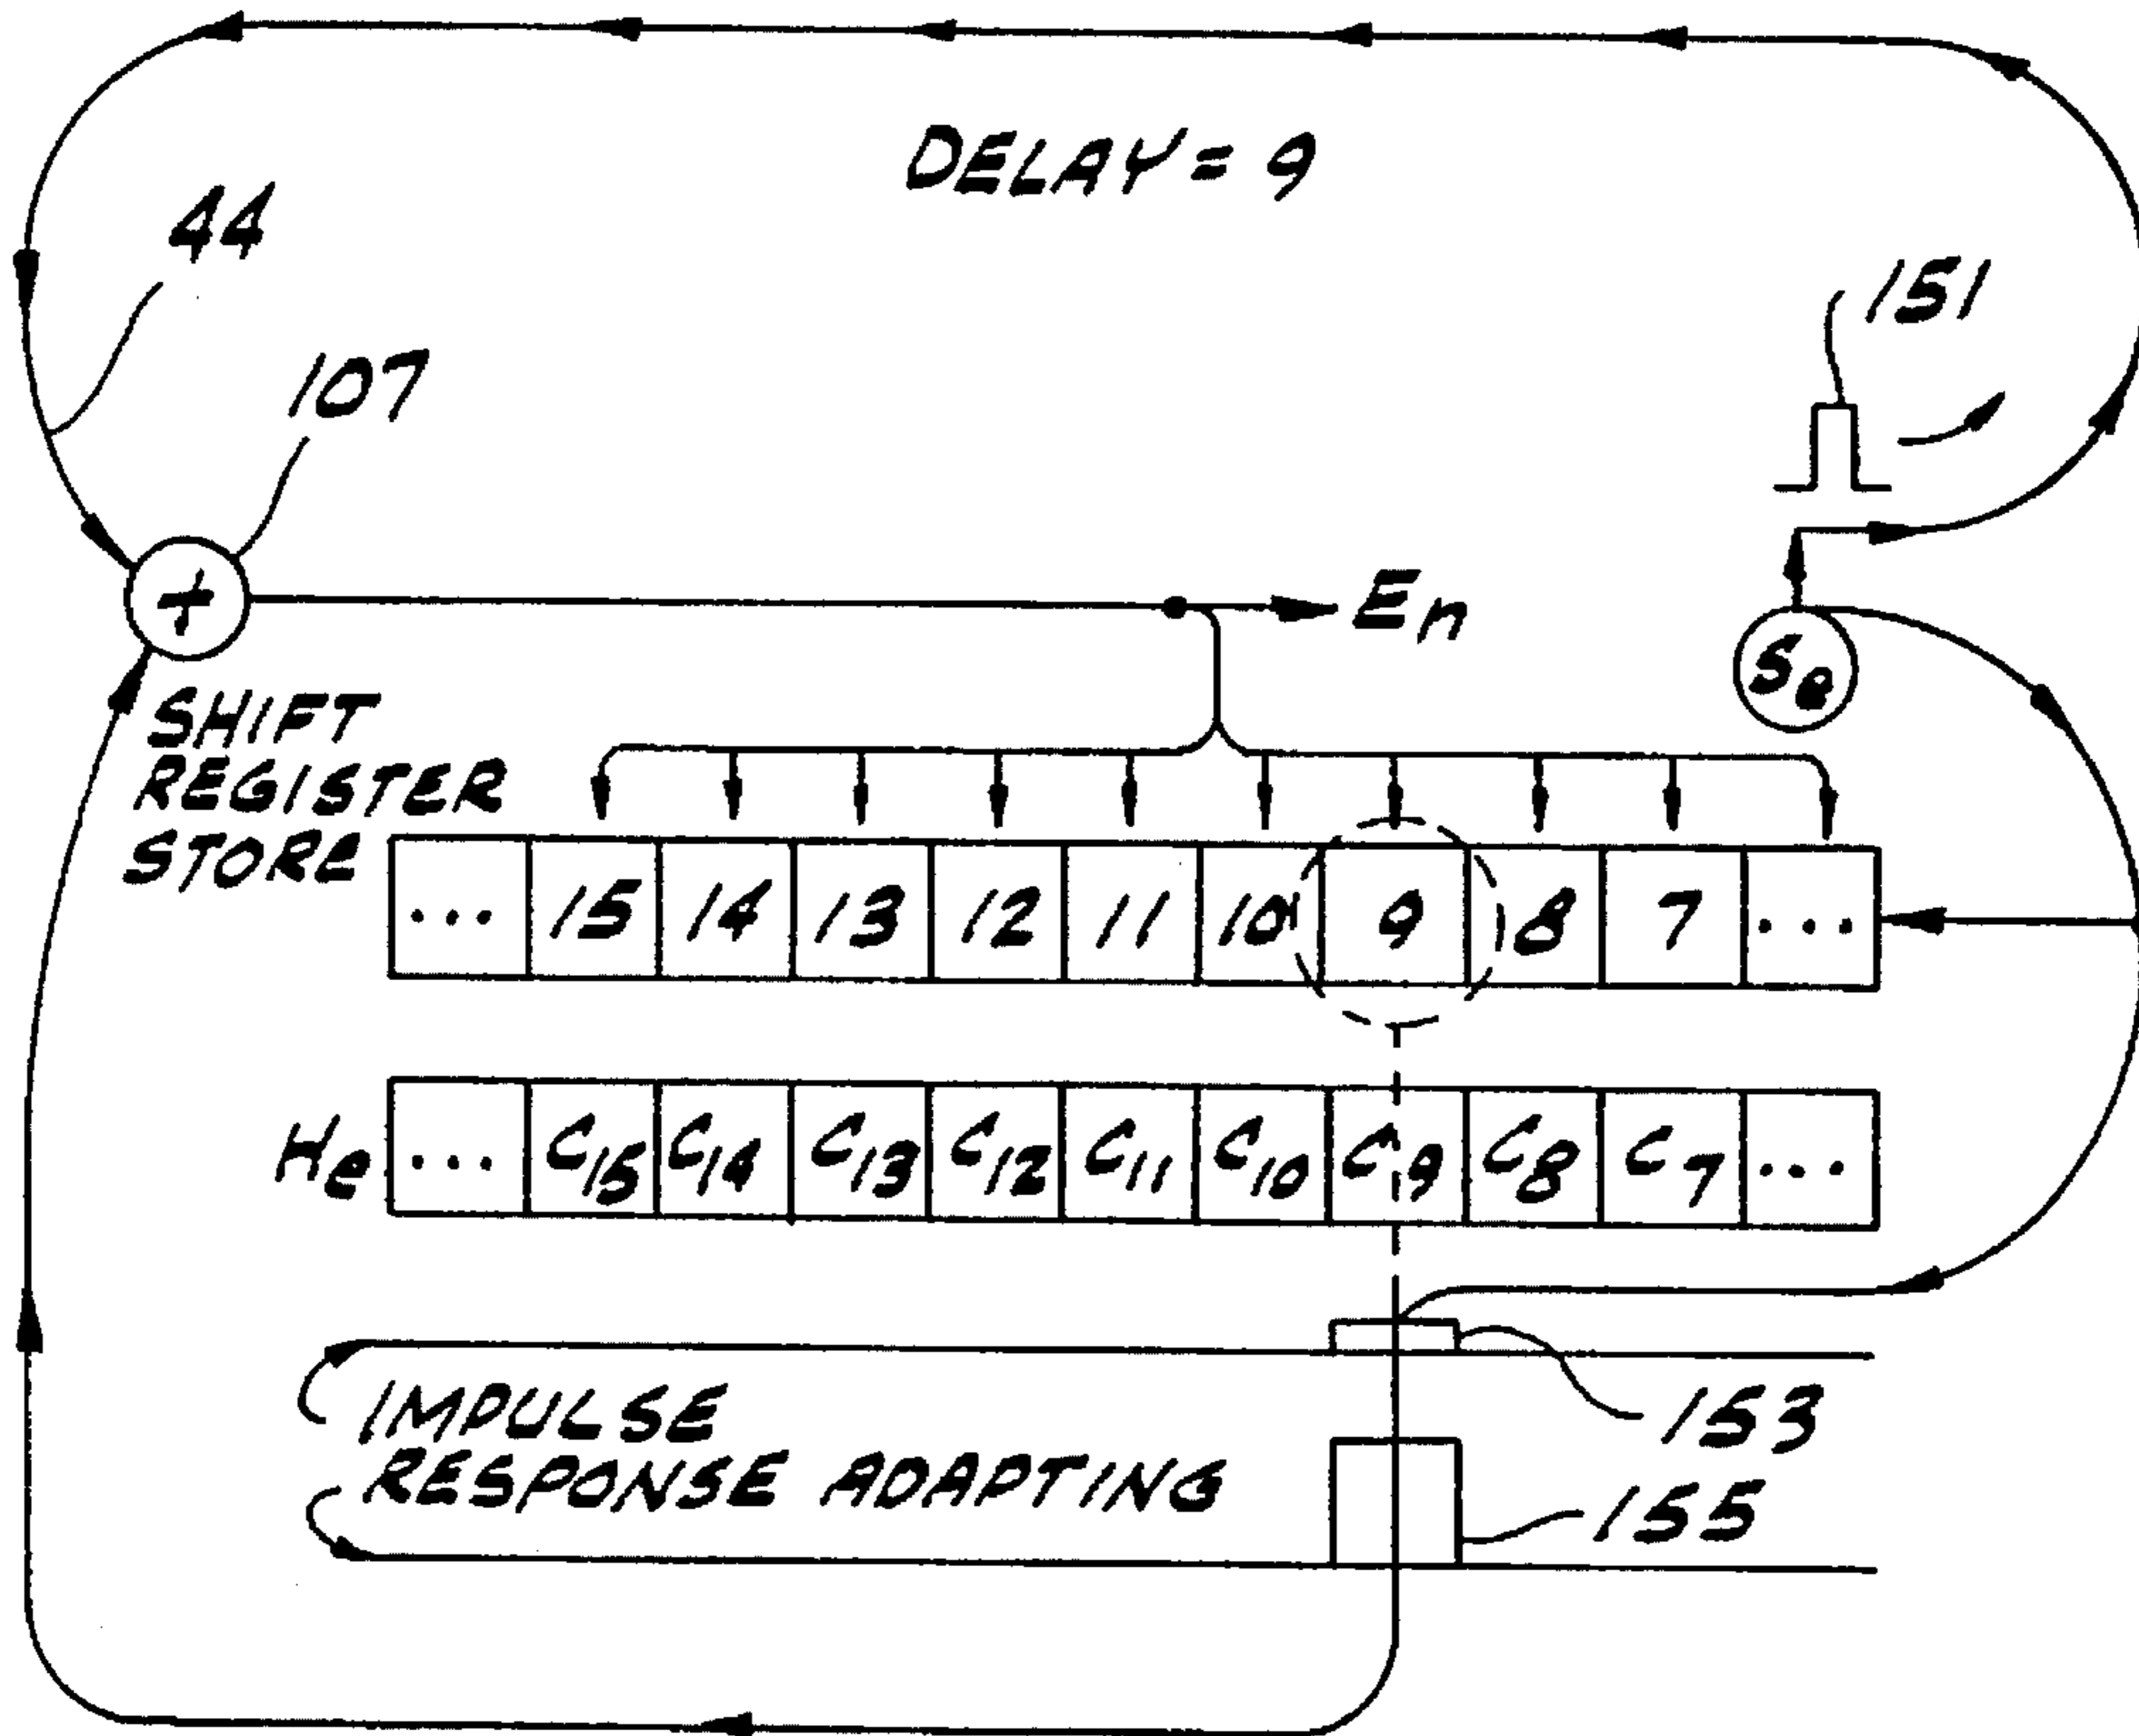 DELAY = 9
44
151
107
En
Se
SHIFT
REGISTER
STORE
... 15 14 13 12 11 10 9 8 7 ...
He ... C15 C14 C13 C12 C11 C10 C9 C8 C7 ...
IMPULSE
RESPONSE ADAPTING
153
155